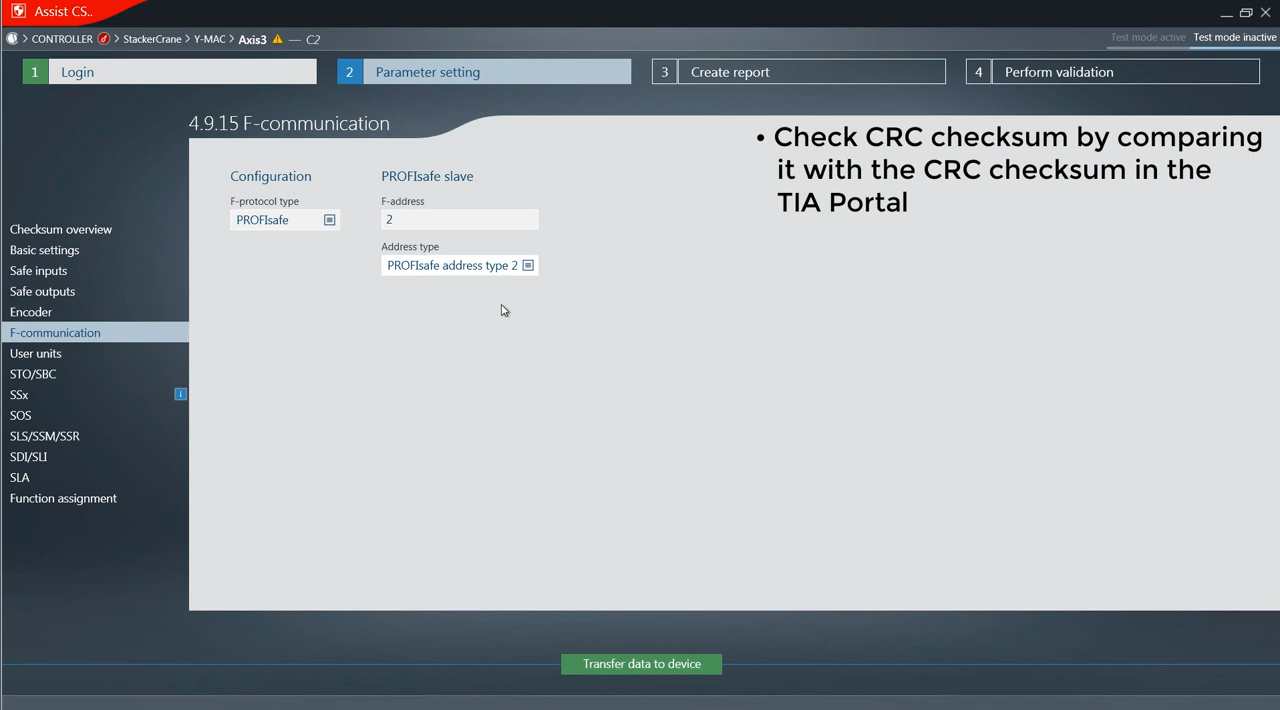 Assist CS..
> CONTROLLER > StackerCrane > Y-MAC > Axis3 — C2
Test mode active Test mode inactive
1 Login
2 Parameter setting
3 Create report
4 Perform validation
4.9.15 F-communication
• Check CRC checksum by comparing
it with the CRC checksum in the
TIA Portal
Configuration
F-protocol type
PROFIsafe
PROFIsafe slave
F-address
2
Address type
PROFIsafe address type 2
Checksum overview
Basic settings
Safe inputs
Safe outputs
Encoder
F-communication
User units
STO/SBC
SSx
i
SOS
SLS/SSM/SSR
SDI/SLI
SLA
Function assignment
Transfer data to device